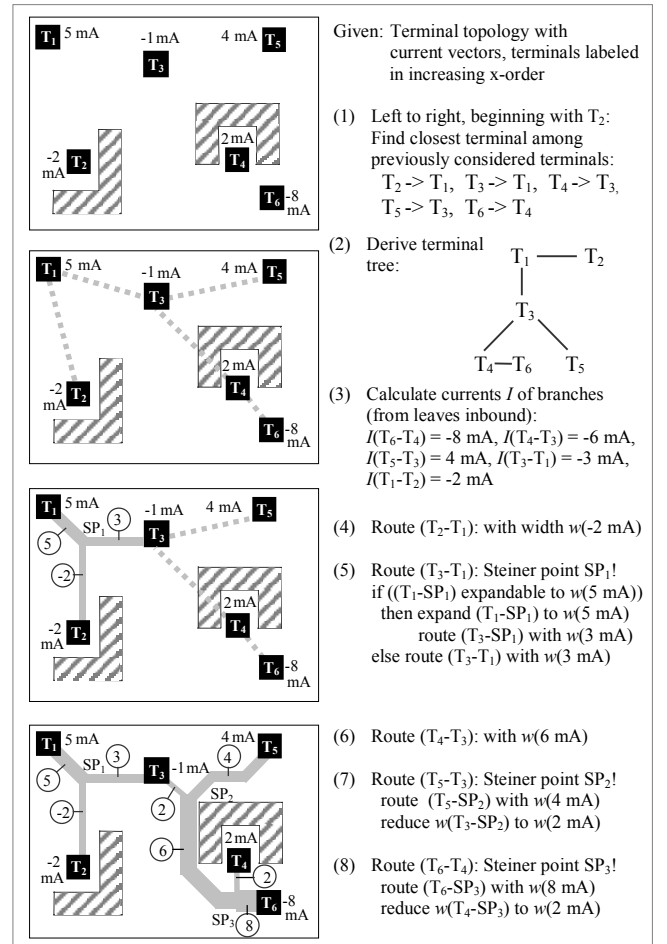 T1 5 mA
-1 mA
4 mA T5
T3
2 mA
T4
-2
mA T2
T6 -8
mA
T1 5 mA
-1 mA
4 mA T5
T3
2 mA
T4
-2
mA T2
T6 -8
mA
T1 5 mA
-1 mA
4 mA T5
SP1 3
T3
5
-2
2 mA
T4
-2
mA T2
T6 -8
mA
T1 5 mA
4 mA T5
SP1 3
T3 -1 mA
4
5
2
SP2
-2
2 mA
6
T4
-2
mA T2
2
T6 -8
mA
SP3 8
Given: Terminal topology with
current vectors, terminals labeled
in increasing x-order
(1) Left to right, beginning with T2:
Find closest terminal among
previously considered terminals:
T2 -> T1, T3 -> T1, T4 -> T3,
T5 -> T3, T6 -> T4
(2) Derive terminal
tree:
T1 T2
T3
T4 T6 T5
(3) Calculate currents I of branches
(from leaves inbound):
I(T6-T4) = -8 mA, I(T4-T3) = -6 mA,
I(T5-T3) = 4 mA, I(T3-T1) = -3 mA,
I(T1-T2) = -2 mA
(4) Route (T2-T1): with width w(-2 mA)
(5) Route (T3-T1): Steiner point SP1!
if ((T1-SP1) expandable to w(5 mA))
then expand (T1-SP1) to w(5 mA)
route (T3-SP1) with w(3 mA)
else route (T3-T1) with w(3 mA)
(6) Route (T4-T3): with w(6 mA)
(7) Route (T5-T3): Steiner point SP2!
route (T5-SP2) with w(4 mA)
reduce w(T3-SP2) to w(2 mA)
(8) Route (T6-T4): Steiner point SP3!
route (T6-SP3) with w(8 mA)
reduce w(T4-SP3) to w(2 mA)